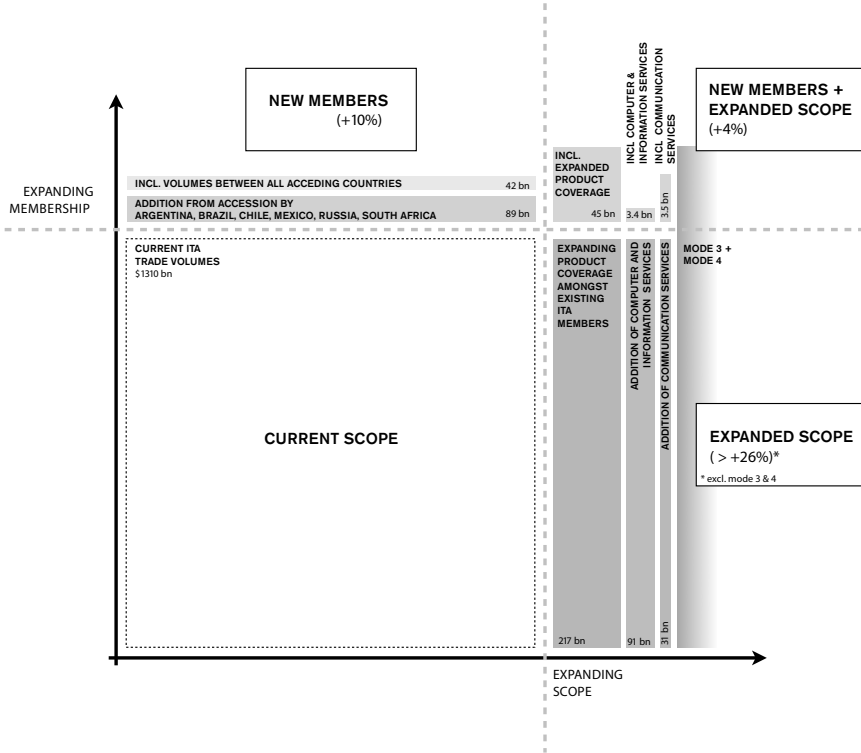 NEW MEMBERS
(+10%)
INCL COMPUTER &
INFORMATION SERVICES
INCL COMMUNICATION
SERVICES
NEW MEMBERS +
EXPANDED SCOPE
(+4%)
EXPANDING
MEMBERSHIP
INCL. VOLUMES BETWEEN ALL ACCEDING COUNTRIES
42 bn
ADDITION FROM ACCESSION BY
ARGENTINA, BRAZIL, CHILE, MEXICO, RUSSIA, SOUTH AFRICA
89 bn
INCL.
EXPANDED
PRODUCT
COVERAGE
45 bn
3.4 bn
3.5 bn
CURRENT ITA
TRADE VOLUMES
$1310 bn
CURRENT SCOPE
EXPANDING
PRODUCT
COVERAGE
AMONGST
EXISTING
ITA
MEMBERS
217 bn
ADDITION OF COMPUTER AND
INFORMATION SERVICES
91 bn
ADDITION OF COMMUNICATION SERVICES
31 bn
MODE 3 +
MODE 4
EXPANDED SCOPE
( > +26%)*
* excl. mode 3 & 4
EXPANDING
SCOPE